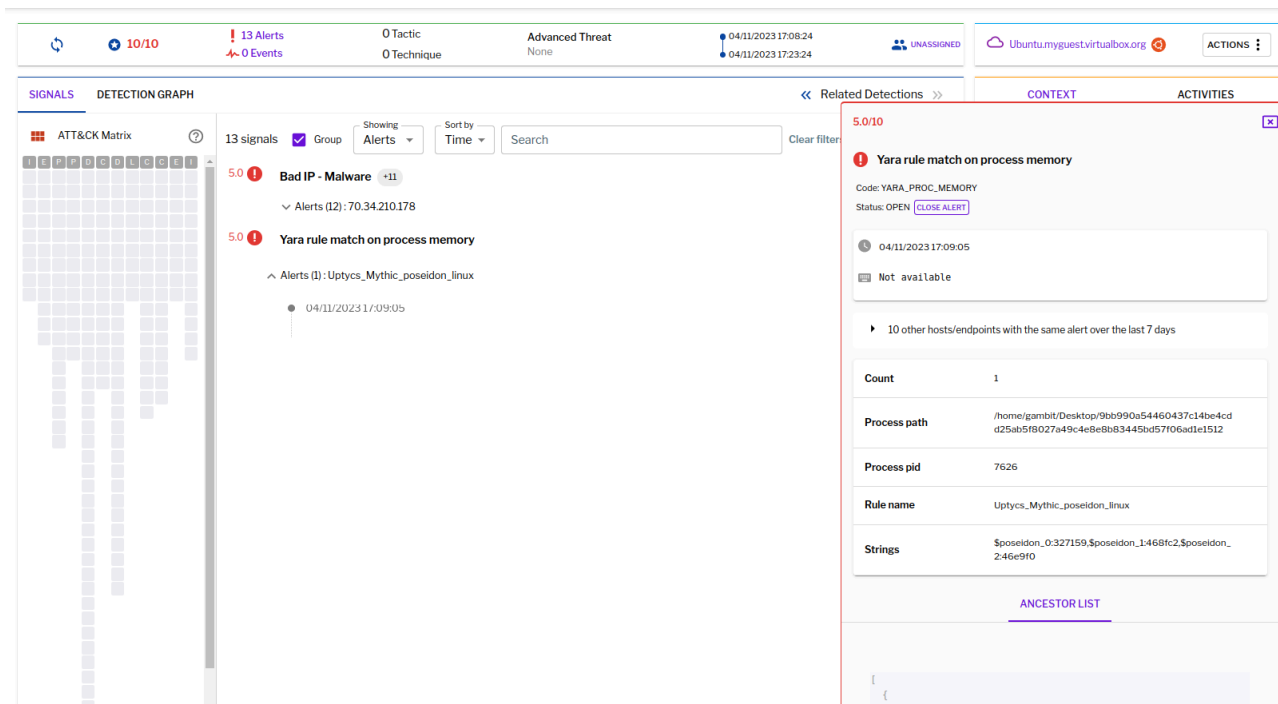 10/10
13 Alerts
0 Events
0 Tactic
0 Technique
Advanced Threat
None
04/11/2023 17:08:24
04/11/2023 17:23:24
UNASSIGNED
Ubuntu.myguest.virtualbox.org
ACTIONS
SIGNALS
DETECTION GRAPH
Related Detections
CONTEXT
ACTIVITIES
ATT&CK Matrix
I E P P D C D L C C E I
13 signals
Group
Showing
Alerts
Sort by
Time
Search
Clear filter
5.0
Bad IP - Malware +11
Alerts (12) : 70.34.210.178
5.0
Yara rule match on process memory
Alerts (1) : Uptycs_Mythic_poseidon_linux
04/11/2023 17:09:05
5.0/10
Yara rule match on process memory
Code: YARA_PROC_MEMORY
Status: OPEN CLOSE ALERT
04/11/2023 17:09:05
Not available
10 other hosts/endpoints with the same alert over the last 7 days
Count 1
Process path /home/gambit/Desktop/9bb990a54460437c14be4cd
d25ab5f8027a49c4e8e8b83445bd57f06ad1e1512
Process pid 7626
Rule name Uptycs_Mythic_poseidon_linux
Strings $poseidon_0:327159,$poseidon_1:468fc2,$poseidon_
2:46e9f0
ANCESTOR LIST
[
{